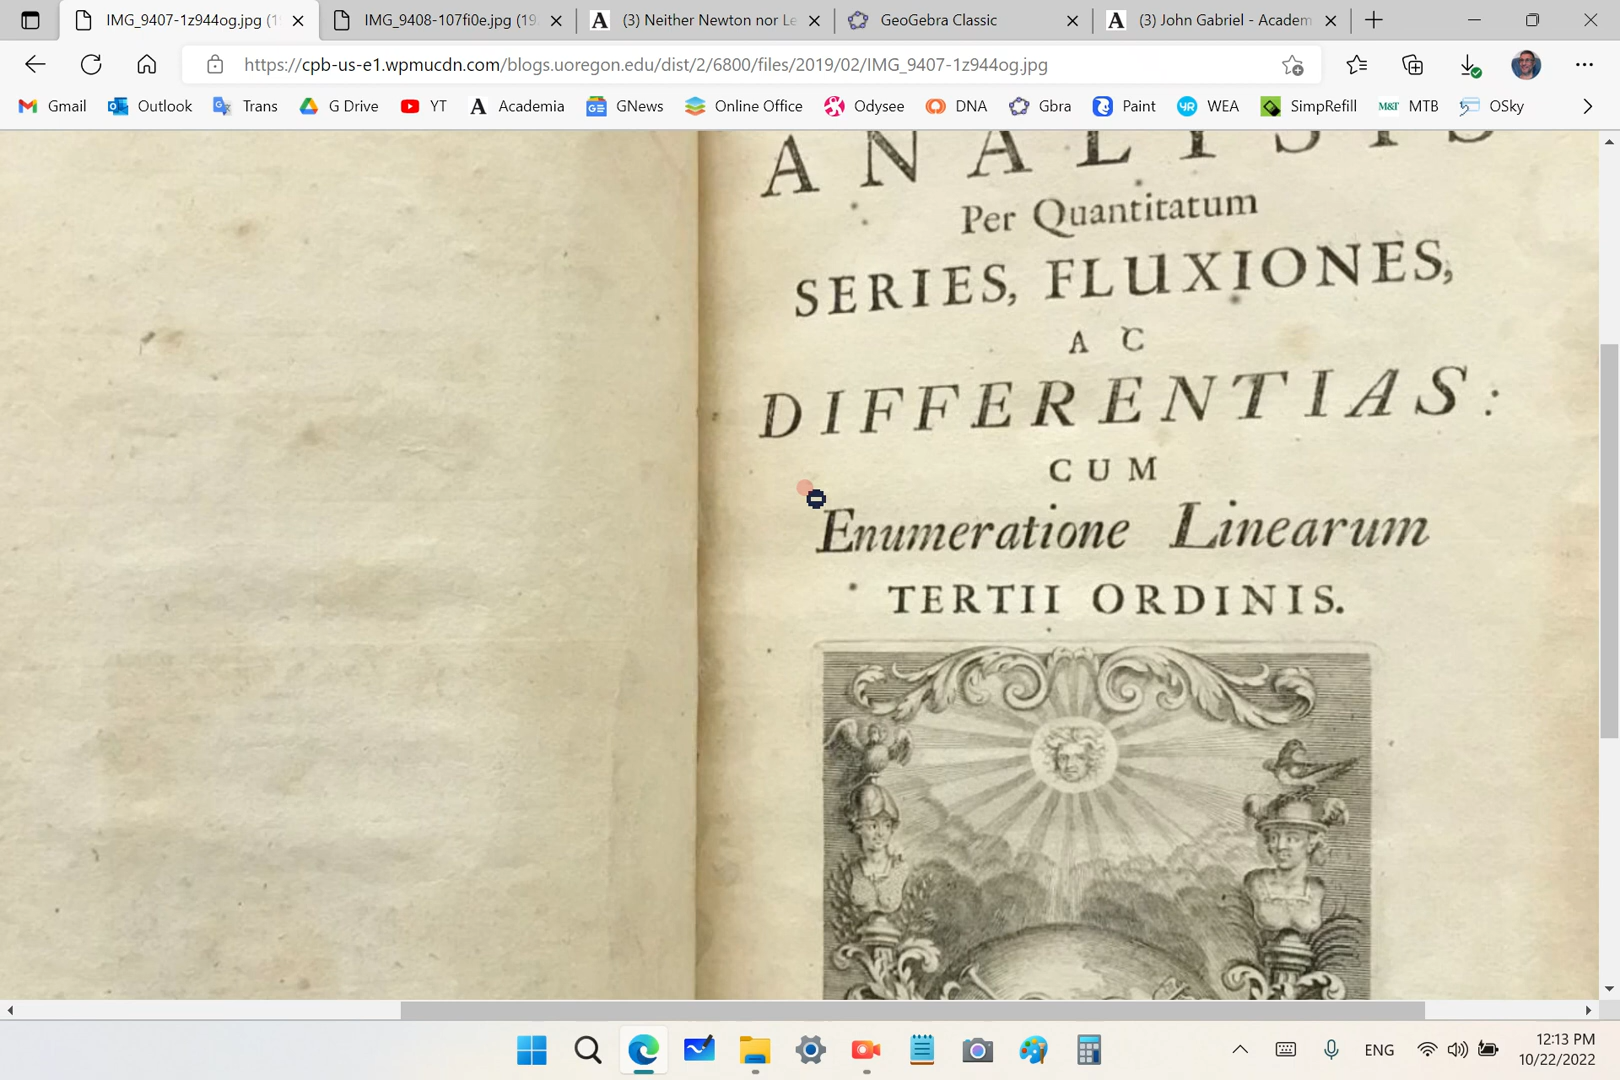 IMG_9407-1z944og.jpg (1
IMG_9408-107fi0e.jpg (19
(3) Neither Newton nor Le
GeoGebra Classic
(3) John Gabriel - Academ
https://cpb-us-e1.wpmucdn.com/blogs.uoregon.edu/dist/2/6800/files/2019/02/IMG_9407-1z944og.jpg
Gmail Outlook Trans G Drive YT Academia GNews Online Office Odysee DNA Gbra Paint WEA SimpRefill M&T MTB OSky
ANALYSIS
Per Quantitatum
SERIES, FLUXIONES,
AC
DIFFERENTIAS:
CUM
Enumeratione Linearum
TERTII ORDINIS.
ENG
12:13 PM
10/22/2022